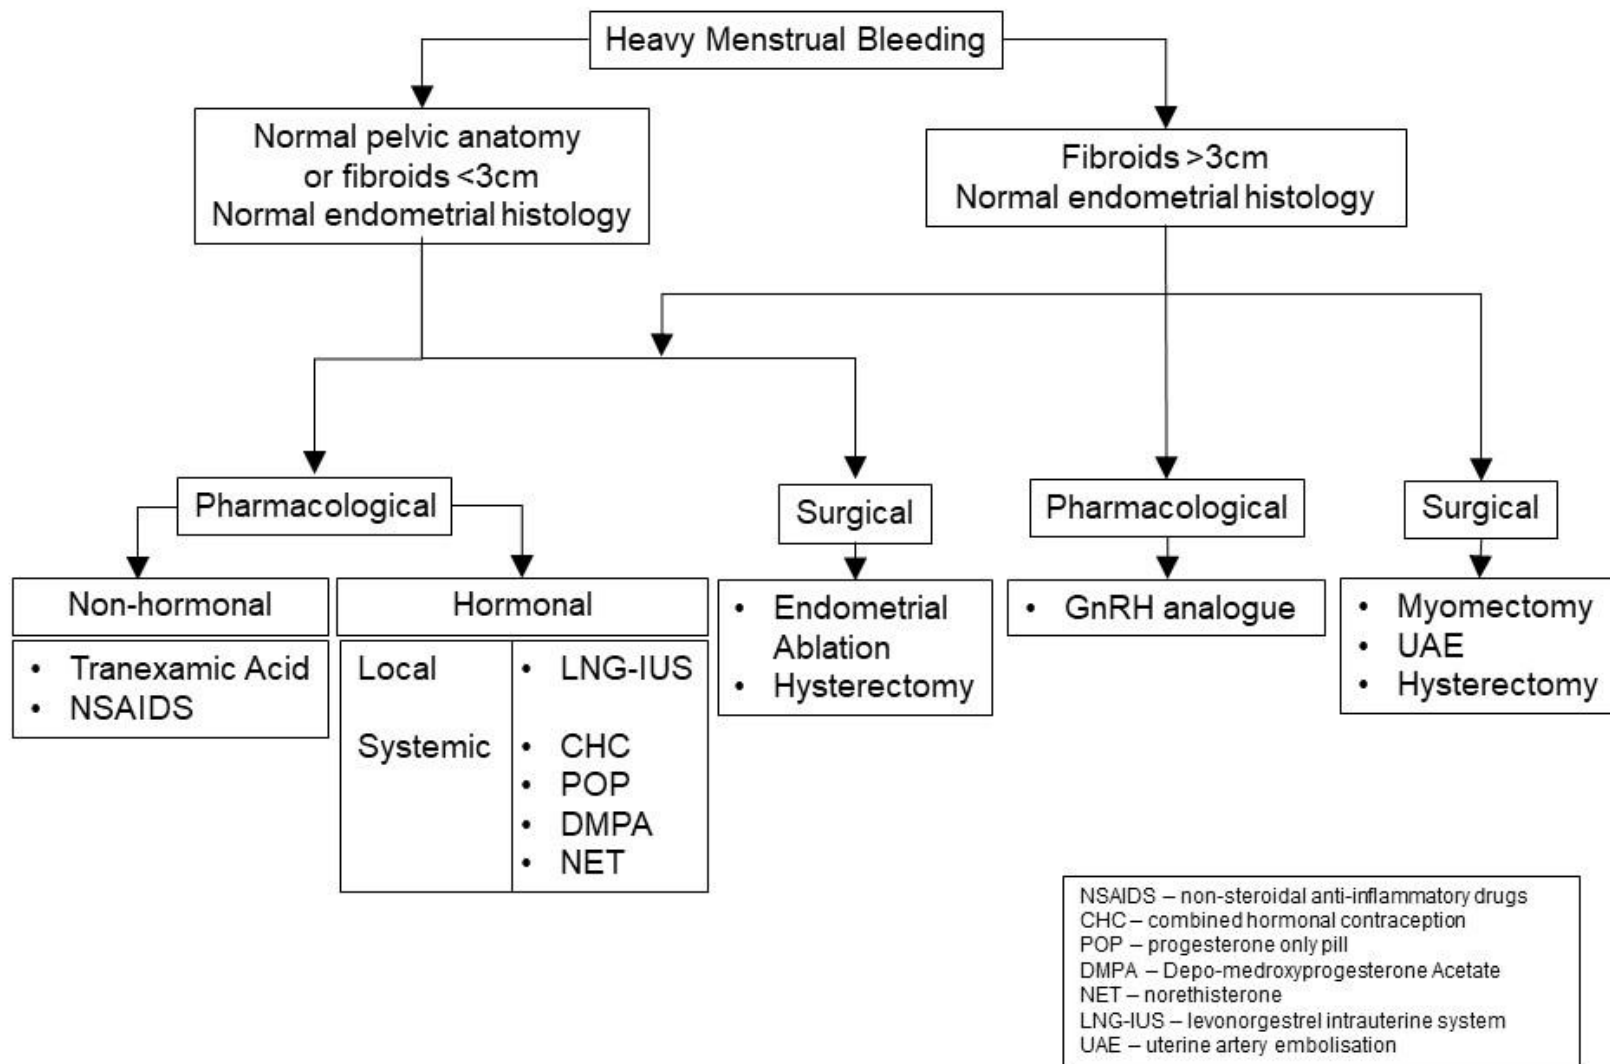 Heavy Menstrual Bleeding
Normal pelvic anatomy
or fibroids <3cm
Normal endometrial histology
Fibroids >3cm
Normal endometrial histology
Pharmacological
Surgical
Pharmacological
Surgical
Non-hormonal
• Tranexamic Acid
• NSAIDS
Hormonal
Local
• LNG-IUS
Systemic
• CHC
• POP
• DMPA
• NET
• Endometrial
Ablation
• Hysterectomy
• GnRH analogue
• Myomectomy
• UAE
• Hysterectomy
NSAIDS – non-steroidal anti-inflammatory drugs
CHC – combined hormonal contraception
POP – progesterone only pill
DMPA – Depo-medroxyprogesterone Acetate
NET – norethisterone
LNG-IUS – levonorgestrel intrauterine system
UAE – uterine artery embolisation